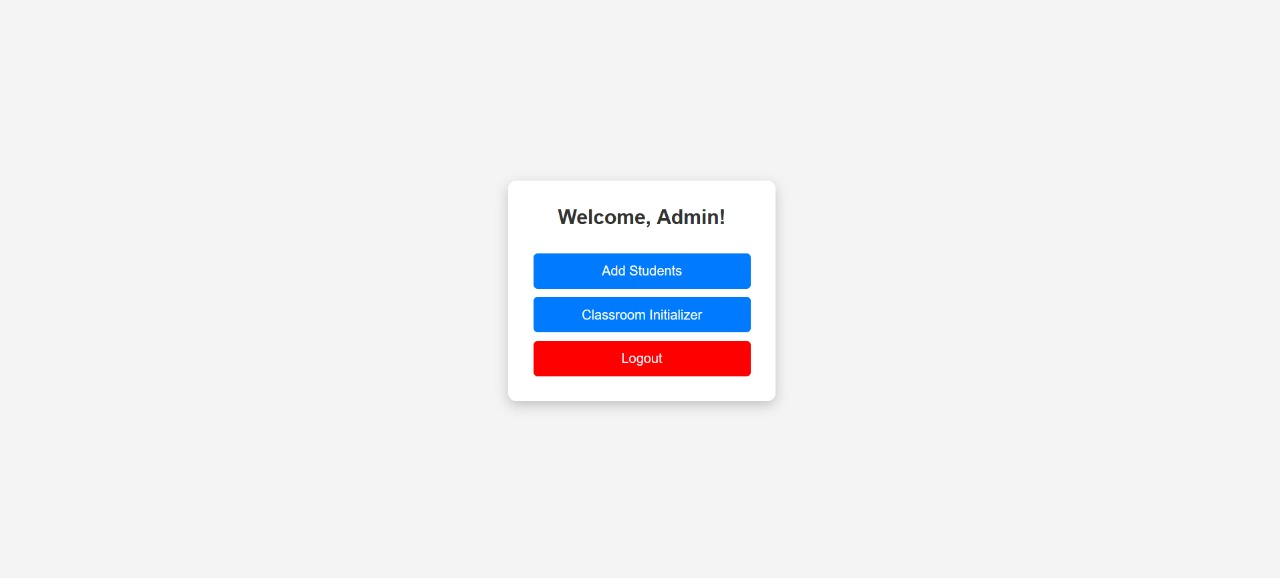 Welcome, Admin!
Add Students
Classroom Initializer
Logout